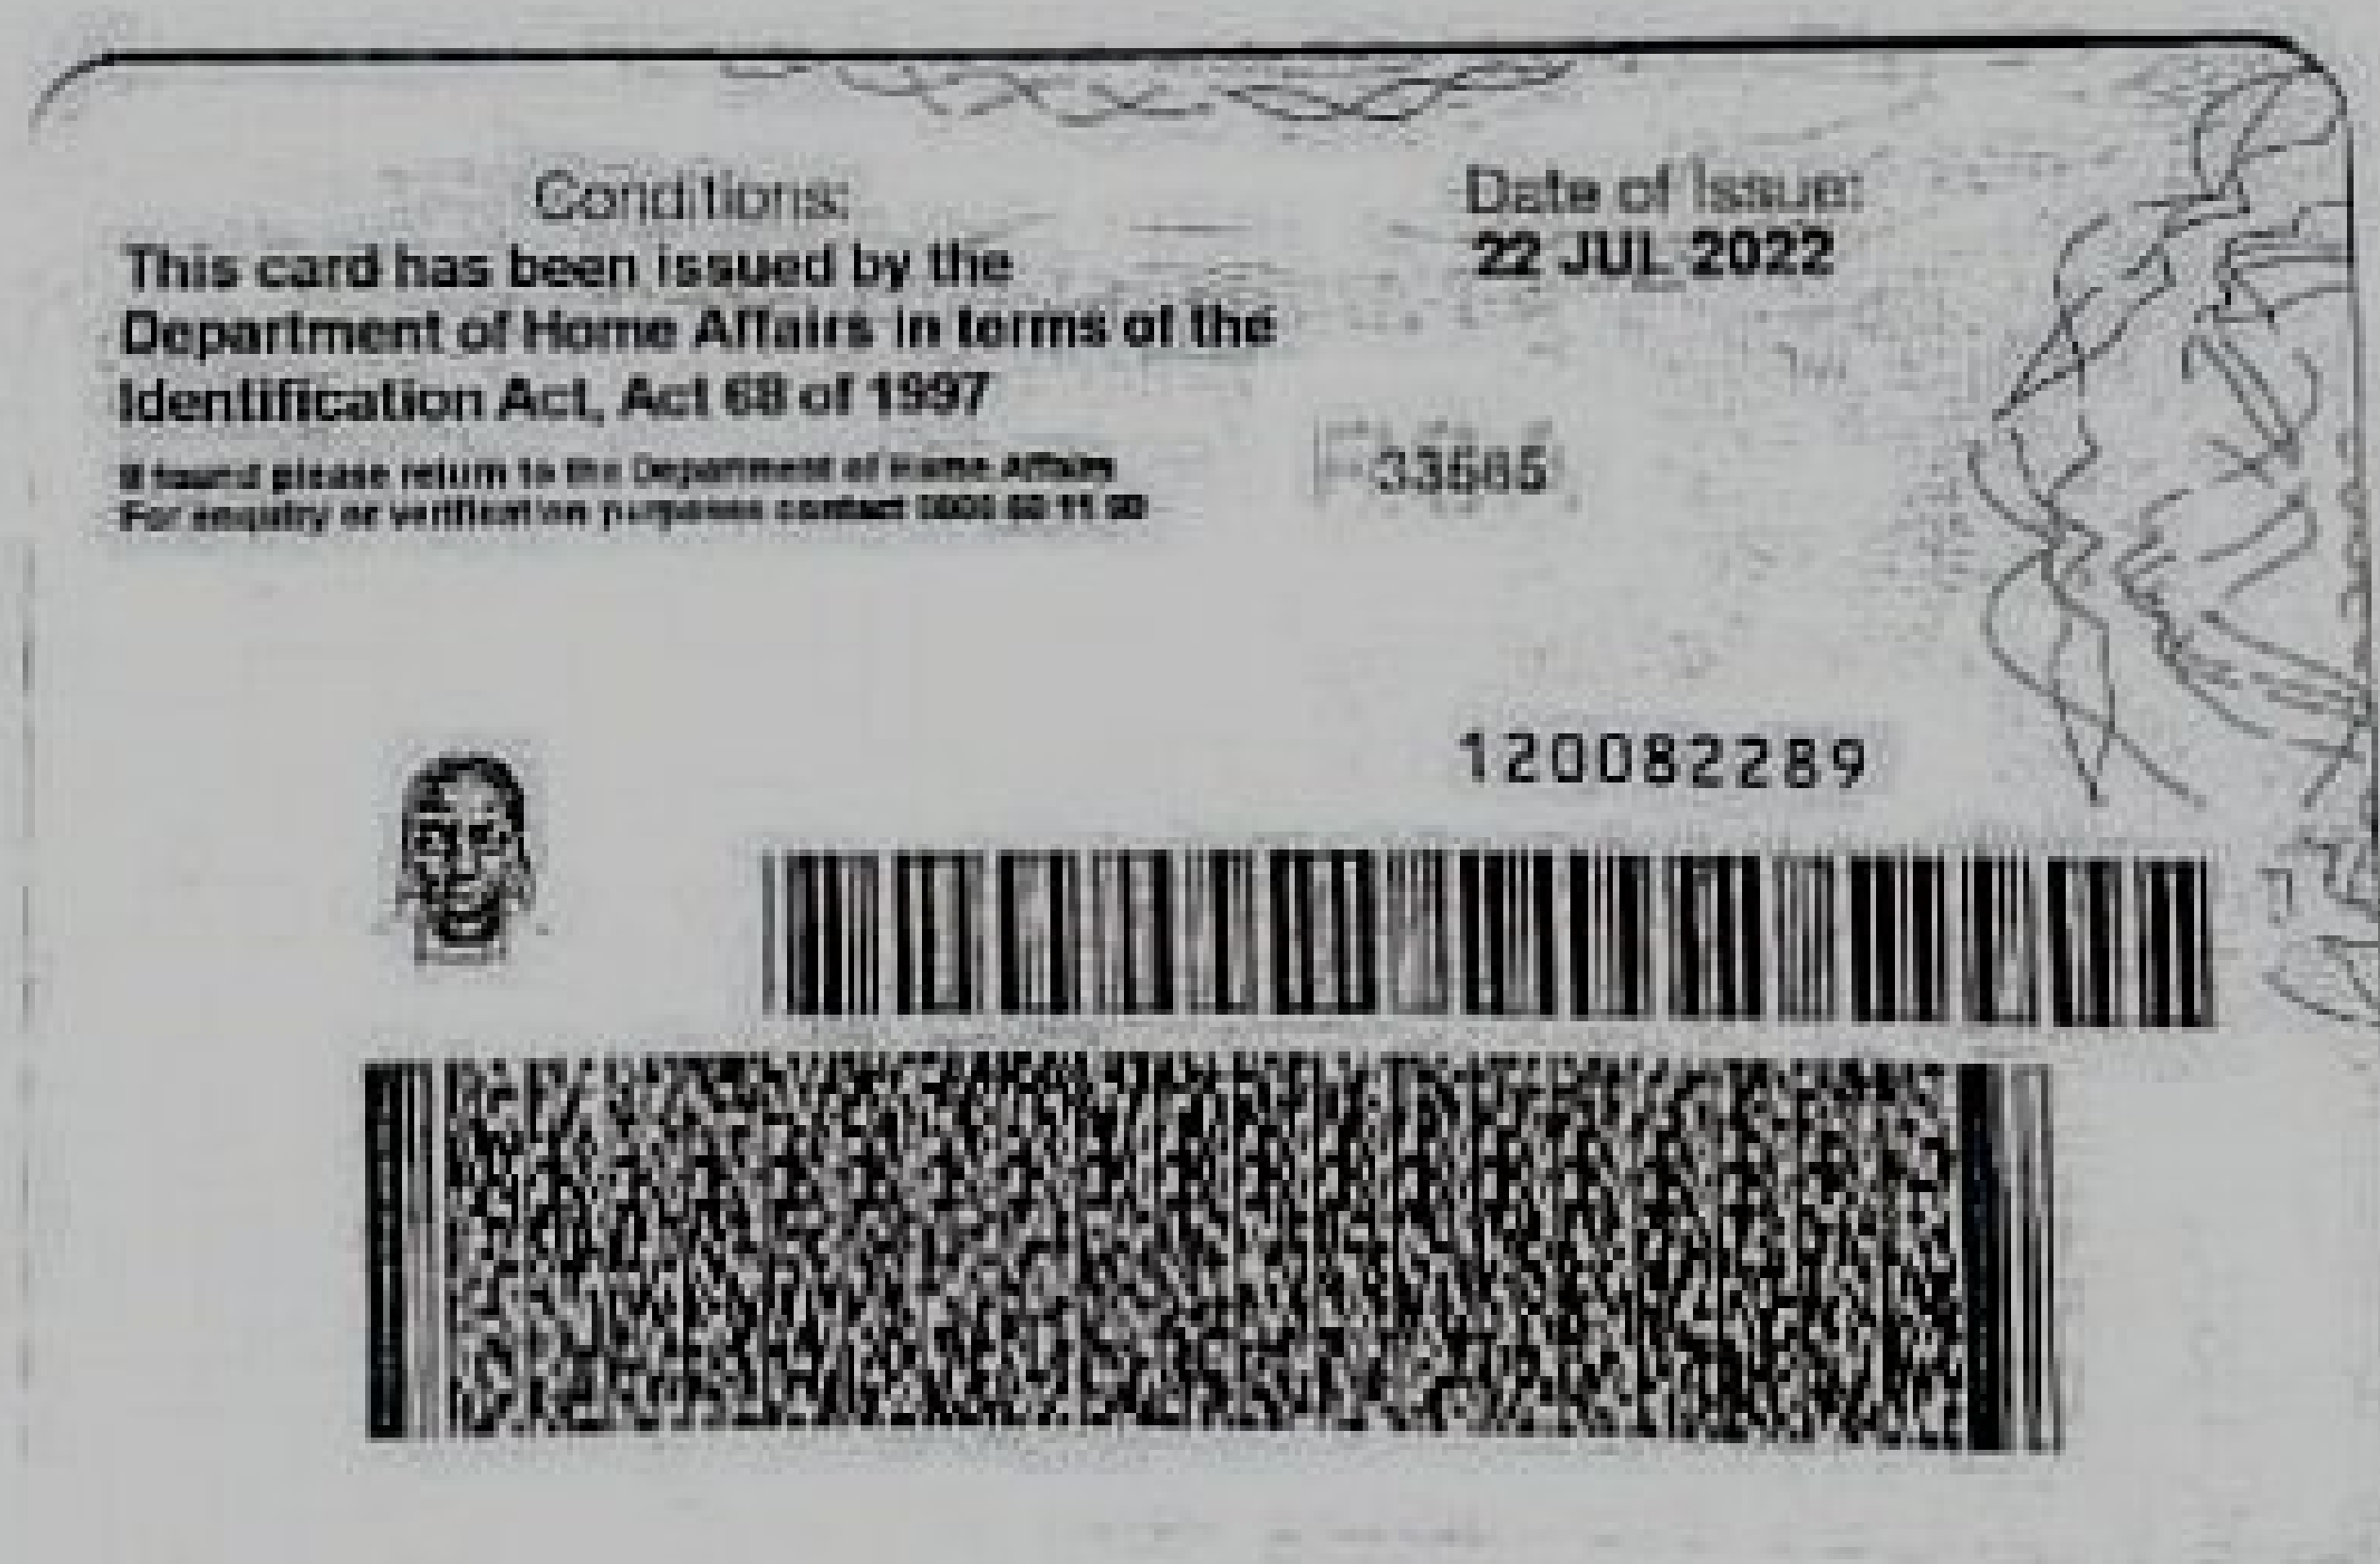 Conditions:
This card has been issued by the
Department of Home Affairs in terms of the
Identification Act, Act 68 of 1997
If found please return to the Department of Home Affairs
For enquiry or verification purposes contact
Date of Issue:
22 JUL 2022
120082289